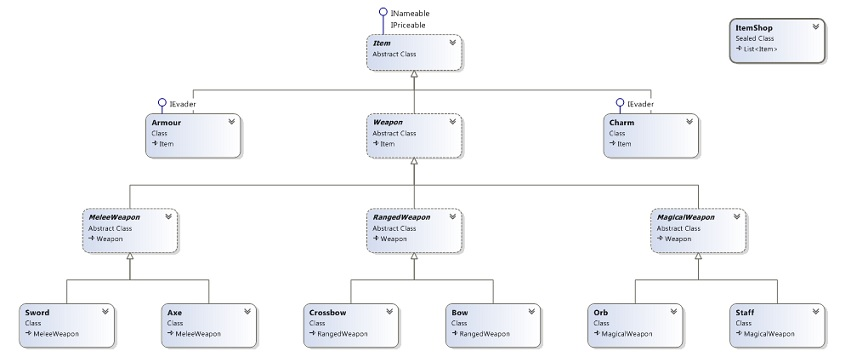 INameable
IPriceable
Item
Abstract Class
ItemShop
Sealed Class
List<Item>
IEvader
Armour
Class
Item
Weapon
Abstract Class
Item
IEvader
Charm
Class
Item
MeleeWeapon
Abstract Class
Weapon
RangedWeapon
Abstract Class
Weapon
MagicalWeapon
Abstract Class
Weapon
Sword
Class
MeleeWeapon
Axe
Class
MeleeWeapon
Crossbow
Class
RangedWeapon
Bow
Class
RangedWeapon
Orb
Class
MagicalWeapon
Staff
Class
MagicalWeapon